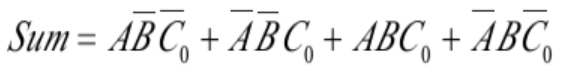 Sum = AB̅C̅₀ + A̅B̅C₀ + ABC₀ + A̅BC̅₀